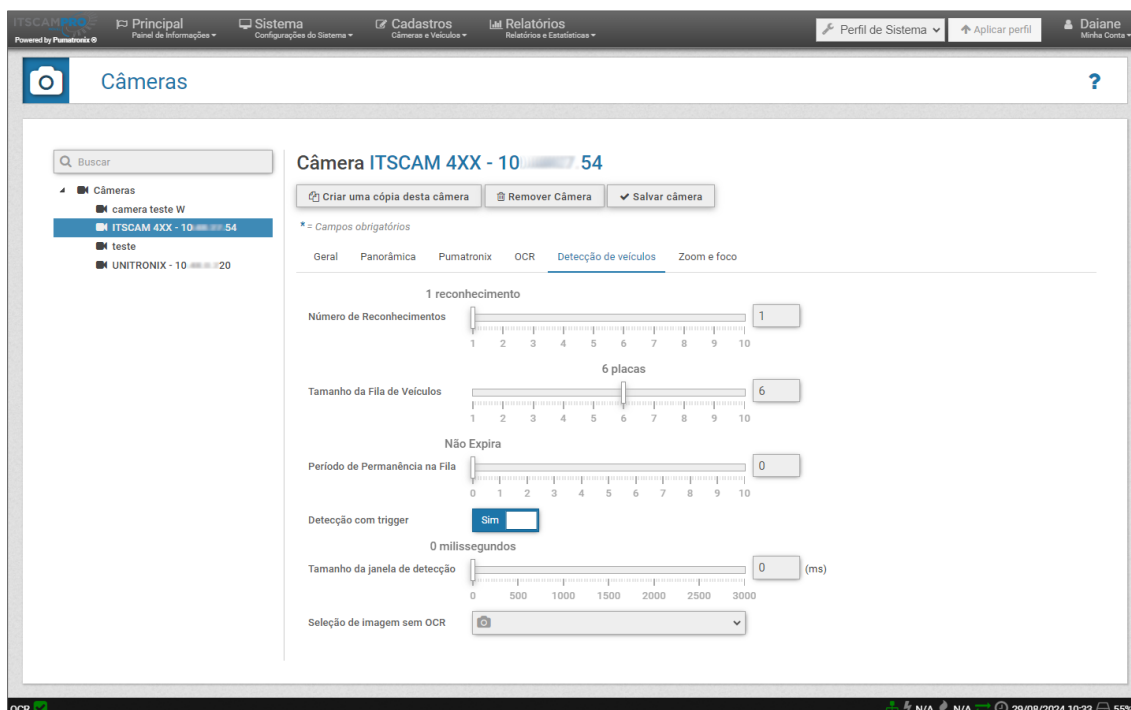 ITSCAMPRO
Powered by Pumatronix ®
Principal
Painel de Informações
Sistema
Configurações do Sistema
Cadastros
Câmeras e Veículos
Relatórios
Relatórios e Estatísticas
Perfil de Sistema
Aplicar perfil
Daiane
Minha Conta
Câmeras
?
Buscar
Câmeras
camera teste W
ITSCAM 4XX - 10 54
teste
UNITRONIX - 10 20
Câmera ITSCAM 4XX - 10 54
Criar uma cópia desta câmera
Remover Câmera
Salvar câmera
* = Campos obrigatórios
Geral Panorâmica Pumatronix OCR Detecção de veículos Zoom e foco
1 reconhecimento
Número de Reconhecimentos 1
1 2 3 4 5 6 7 8 9 10
6 placas
Tamanho da Fila de Veículos 6
1 2 3 4 5 6 7 8 9 10
Não Expira
Período de Permanência na Fila 0
0 1 2 3 4 5 6 7 8 9 10
Detecção com trigger Sim
0 milissegundos
Tamanho da janela de detecção 0 (ms)
0 500 1000 1500 2000 2500 3000
Seleção de imagem sem OCR
OCR N/A N/A 29/08/2024 10:33 55%